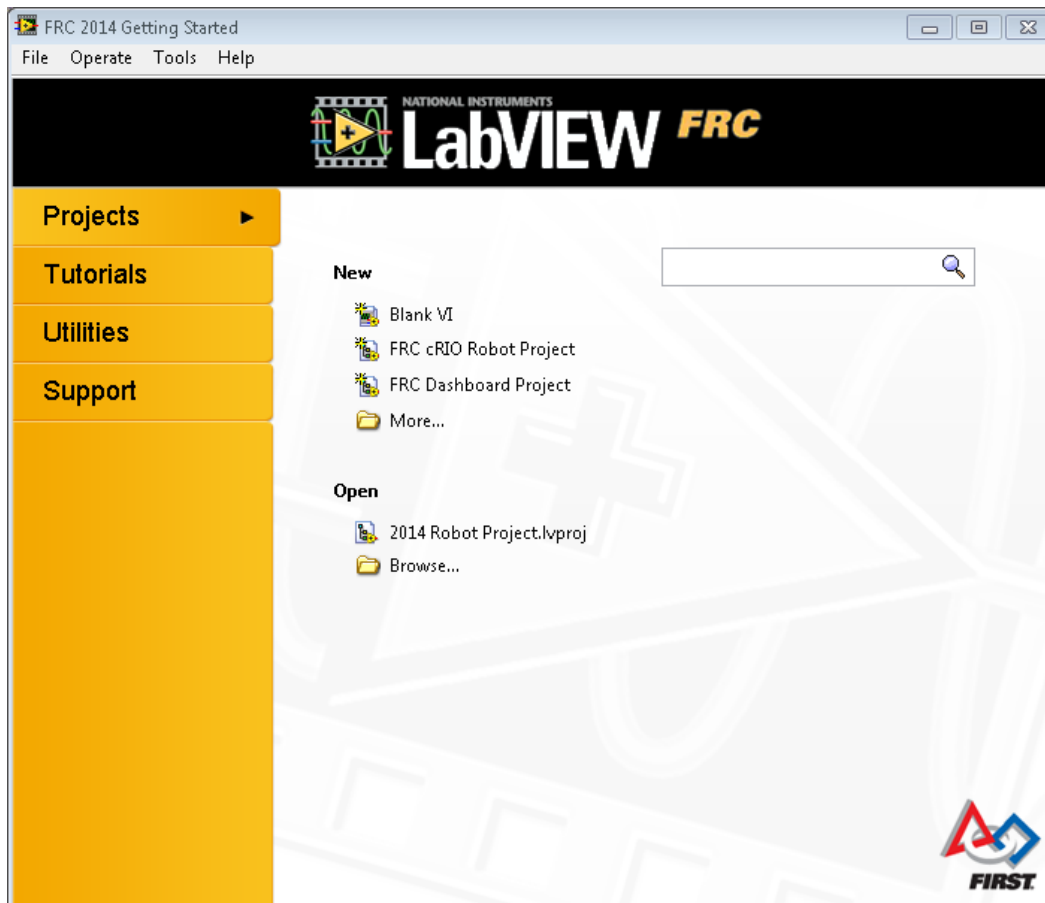 FRC 2014 Getting Started
File Operate Tools Help
NATIONAL INSTRUMENTS
LabVIEW FRC
Projects
Tutorials
Utilities
Support
New
Blank VI
FRC cRIO Robot Project
FRC Dashboard Project
More...
Open
2014 Robot Project.lvproj
Browse...
FIRST